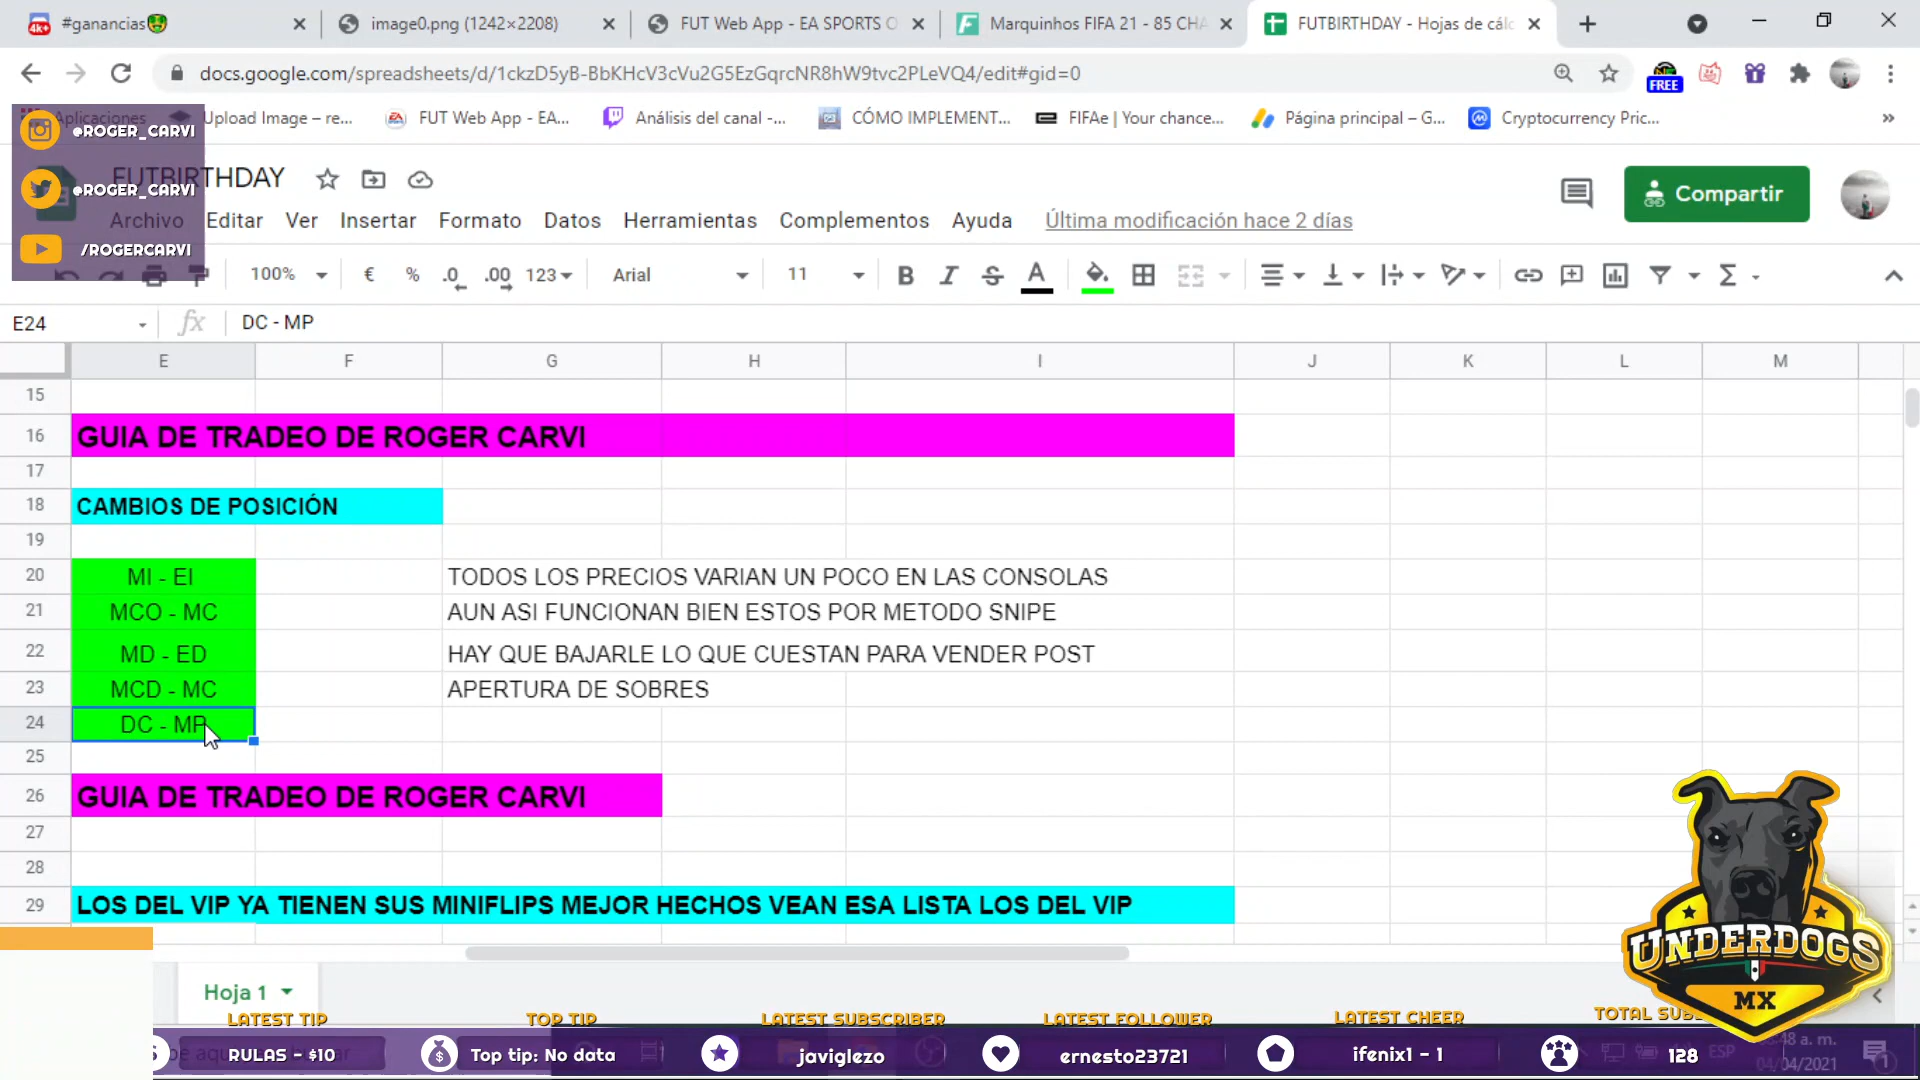 #ganancias
image0.png (1242×2208)
FUT Web App - EA SPORTS O
Marquinhos FIFA 21 - 85 CHA
FUTBIRTHDAY - Hojas de cálc
docs.google.com/spreadsheets/d/1ckzD5yB-BbKHcV3cVu2G5EzGqrcNR8hW9tvc2PLeVQ4/edit#gid=0
FREE
Aplicaciones
Upload Image – re...
FUT Web App - EA...
Análisis del canal -...
CÓMO IMPLEMENT...
FIFAe | Your chance...
Página principal – G...
Cryptocurrency Pric...
@ROGER_CARVI
@ROGER_CARVI
/ROGERCARVI
FUTBIRTHDAY
Compartir
Archivo Editar Ver Insertar Formato Datos Herramientas Complementos Ayuda Última modificación hace 2 días
100% € % .0 .00 123 Arial 11
E24 fx DC - MP
E F G H I J K L M
15
16 GUIA DE TRADEO DE ROGER CARVI
17
18 CAMBIOS DE POSICIÓN
19
20 MI - EI TODOS LOS PRECIOS VARIAN UN POCO EN LAS CONSOLAS
21 MCO - MC AUN ASI FUNCIONAN BIEN ESTOS POR METODO SNIPE
22 MD - ED HAY QUE BAJARLE LO QUE CUESTAN PARA VENDER POST
23 MCD - MC APERTURA DE SOBRES
24 DC - MP
25
26 GUIA DE TRADEO DE ROGER CARVI
27
28
29 LOS DEL VIP YA TIENEN SUS MINIFLIPS MEJOR HECHOS VEAN ESA LISTA LOS DEL VIP
UNDERDOGS
MX
Hoja 1
LATEST TIP
RULAS - $10
TOP TIP
Top tip: No data
LATEST SUBSCRIBER
javiglezo
LATEST FOLLOWER
ernesto23721
LATEST CHEER
ifenix1 - 1
TOTAL
128
ESP
04/04/2021